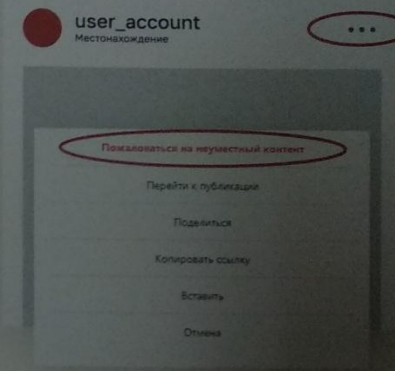 user_account
Местонахождение
Пожаловаться на неуместный контент
Перейти к публикации
Поделиться
Копировать ссылку
Вставить
Отмена